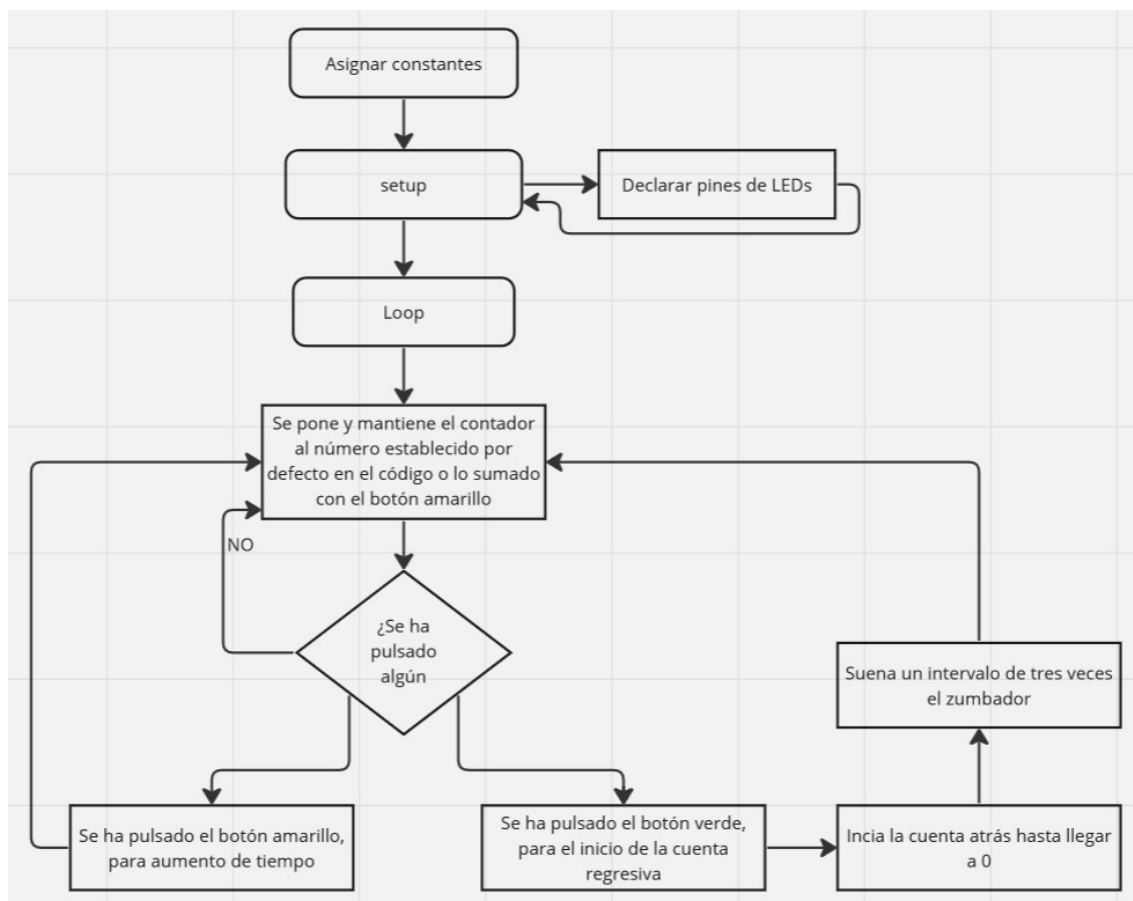 Asignar constantes
setup
Declarar pines de LEDs
Loop
Se pone y mantiene el contador
al número establecido por
defecto en el código o lo sumado
con el botón amarillo
NO
¿Se ha
pulsado
algún
Suena un intervalo de tres veces
el zumbador
Se ha pulsado el botón amarillo,
para aumento de tiempo
Se ha pulsado el botón verde,
para el inicio de la cuenta
regresiva
Incia la cuenta atrás hasta llegar
a 0